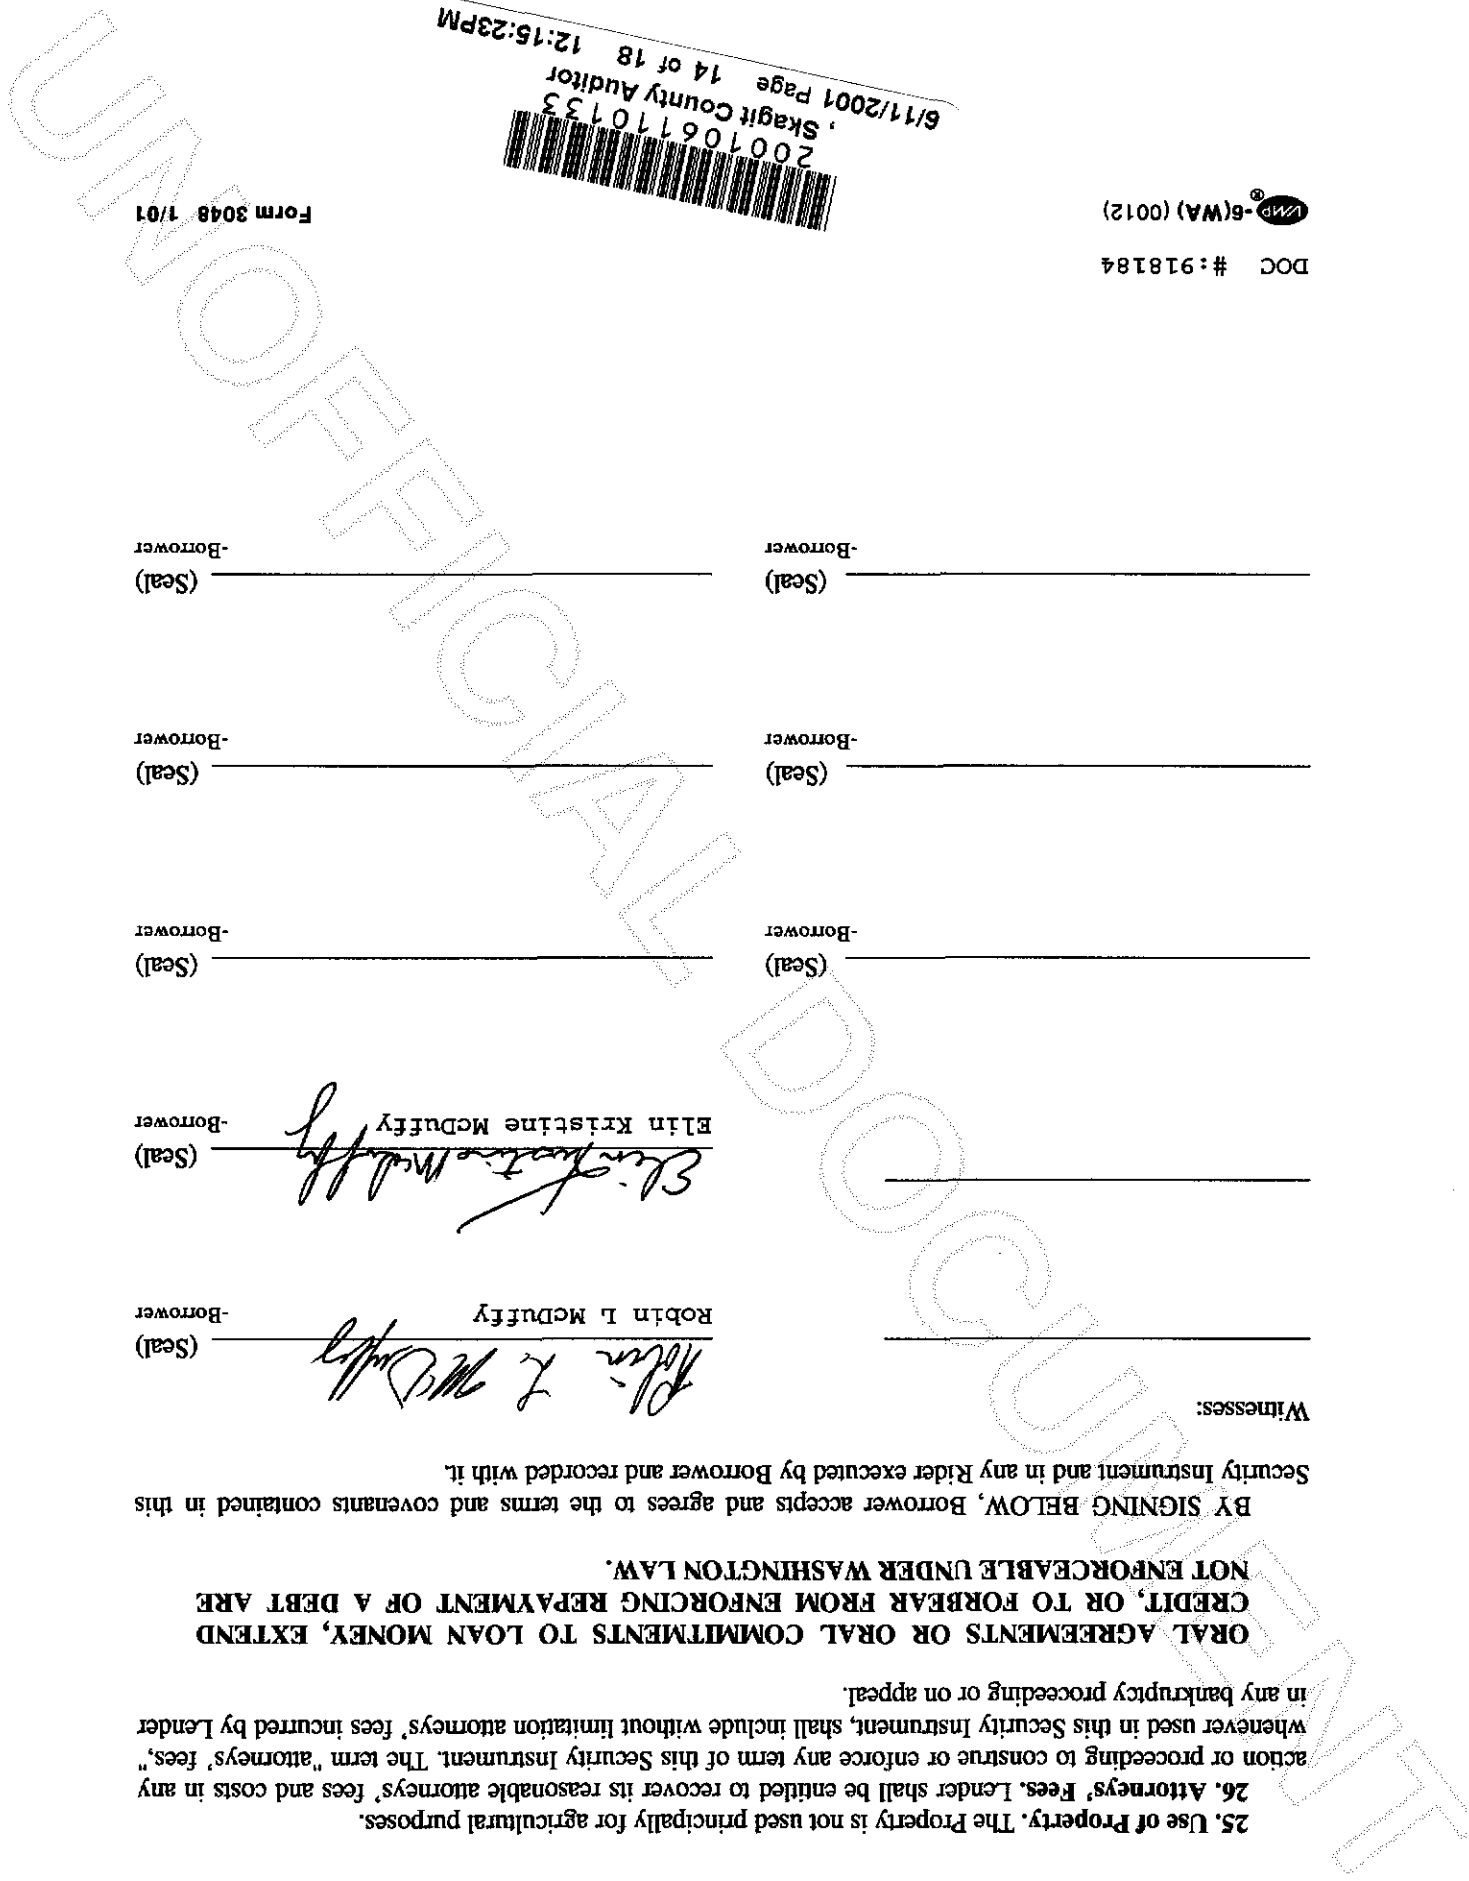 25. Use of Property. The Property is not used principally for agricultural purposes.
26. Attorneys' Fees. Lender shall be entitled to recover its reasonable attorneys' fees and costs in any
action or proceeding to construe or enforce any term of this Security Instrument. The term "attorneys' fees,"
whenever used in this Security Instrument, shall include without limitation attorneys' fees incurred by Lender
in any bankruptcy proceeding or on appeal.
ORAL AGREEMENTS OR ORAL COMMITMENTS TO LOAN MONEY, EXTEND
CREDIT, OR TO FORBEAR FROM ENFORCING REPAYMENT OF A DEBT ARE
NOT ENFORCEABLE UNDER WASHINGTON LAW.
BY SIGNING BELOW, Borrower accepts and agrees to the terms and covenants contained in this
Security Instrument and in any Rider executed by Borrower and recorded with it.
Witnesses:
Robin L. McDuffy
(Seal)
Robin L McDuffy
-Borrower
Elin Kristine McDuffy
(Seal)
Elin Kristine McDuffy
-Borrower
(Seal) (Seal)
-Borrower -Borrower
(Seal) (Seal)
-Borrower -Borrower
(Seal) (Seal)
-Borrower -Borrower
DOC #:918184
VMP-6(WA) (0012)
®
Form 3048 1/01
200106110133
, Skagit County Auditor
6/11/2001 Page 14 of 18 12:15:23PM
UNOFFICIAL DOCUMENT